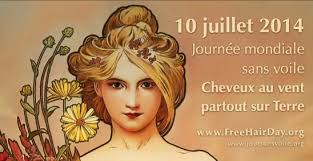 10 juillet 2014
Journée mondiale
sans voile
Cheveux au vent
partout sur Terre
www.FreeHairDay.org